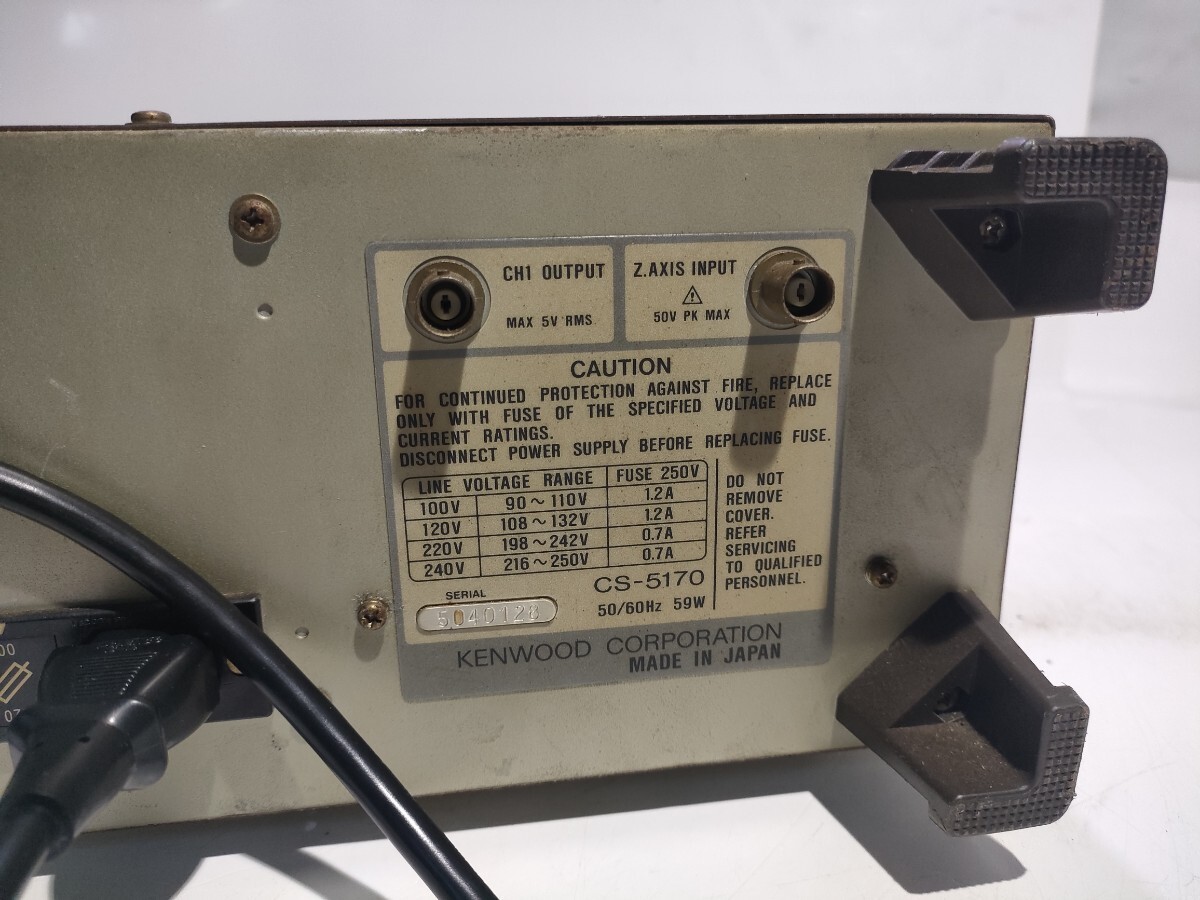 CH1 OUTPUT
MAX 5V RMS
Z.AXIS INPUT
50V PK MAX
CAUTION
FOR CONTINUED PROTECTION AGAINST FIRE, REPLACE
ONLY WITH FUSE OF THE SPECIFIED VOLTAGE AND
CURRENT RATINGS.
DISCONNECT POWER SUPPLY BEFORE REPLACING FUSE.
LINE VOLTAGE RANGE FUSE 250V
100V 90～110V 1.2A
120V 108～132V 1.2A
220V 198～242V 0.7A
240V 216～250V 0.7A
DO NOT
REMOVE
COVER.
REFER
SERVICING
TO QUALIFIED
PERSONNEL.
CS-5170
50/60Hz 59W
SERIAL
5040128
KENWOOD CORPORATION
MADE IN JAPAN